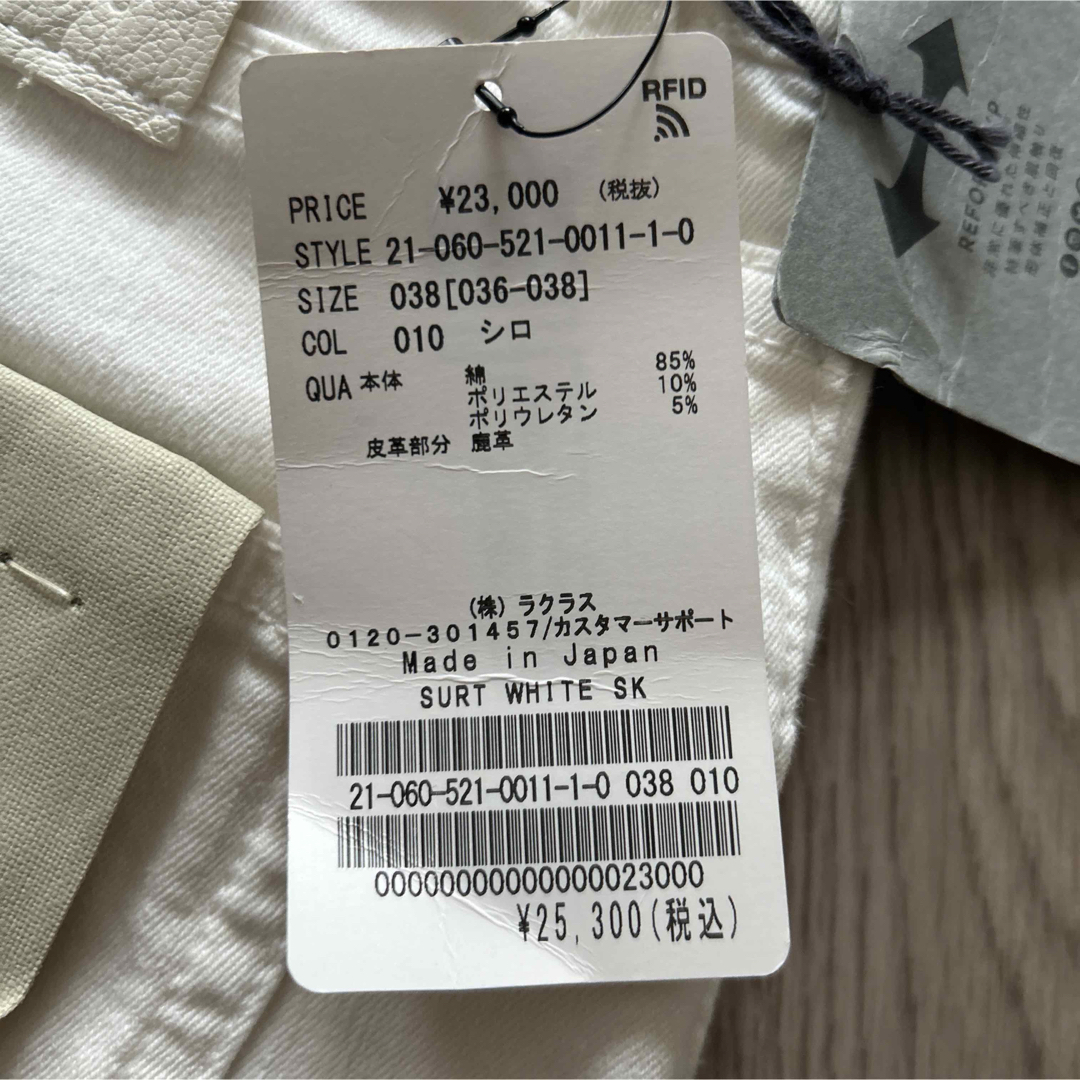 RFID
PRICE ¥23,000 (税抜)
STYLE 21-060-521-0011-1-0
SIZE 038[036-038]
COL 010 シロ
QUA 本体 綿 85%
ポリエステル 10%
ポリウレタン 5%
皮革部分 鹿革
(株)ラクラス
0120-301457/カスタマーサポート
Made in Japan
SURT WHITE SK
21-060-521-0011-1-0 038 010
00000000000000023000
¥25,300(税込)